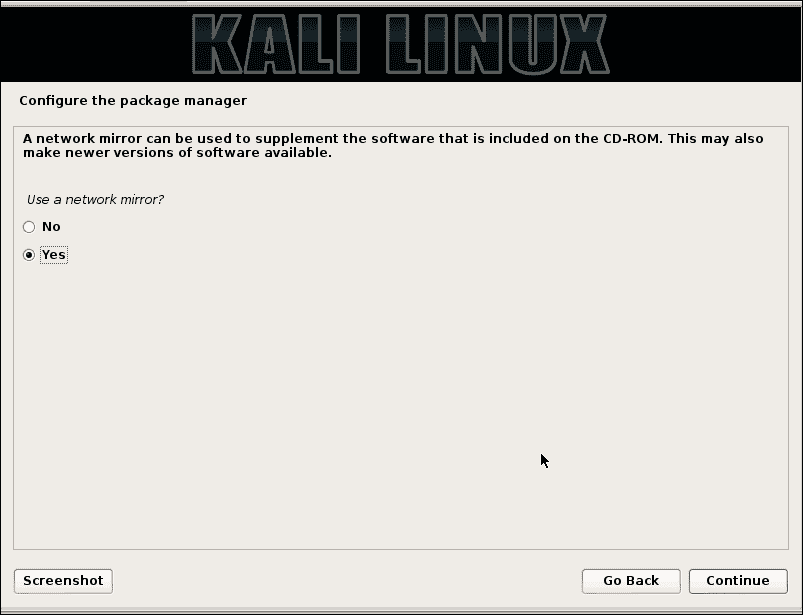 KALI LINUX
Configure the package manager
A network mirror can be used to supplement the software that is included on the CD-ROM. This may also
make newer versions of software available.
Use a network mirror?
No
Yes
Screenshot
Go Back
Continue